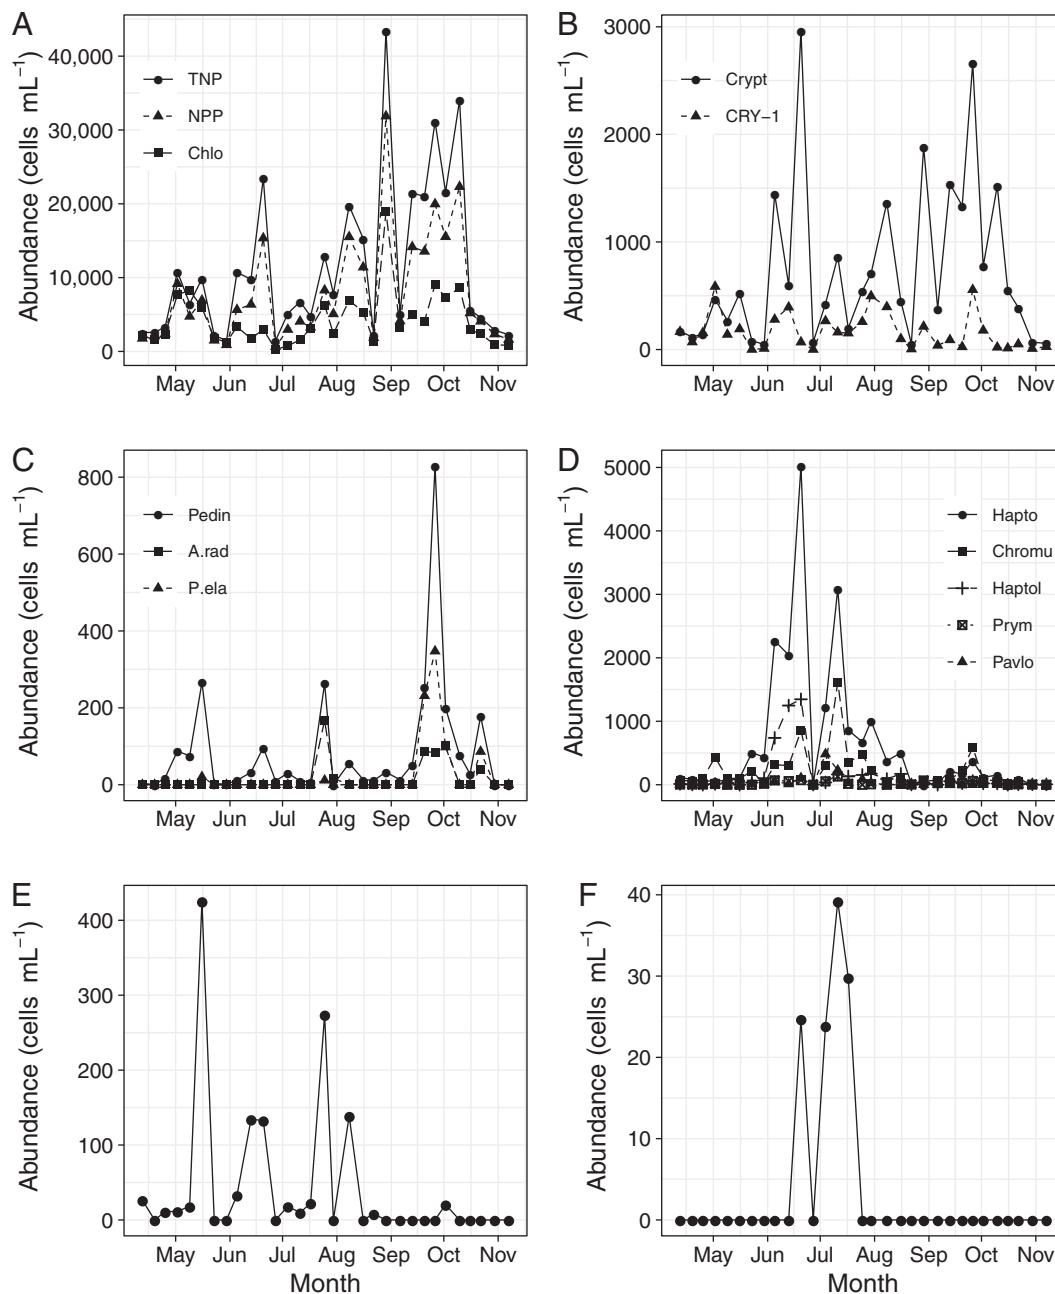 A
Abundance (cells mL−1)
40,000
30,000
20,000
10,000
0
TNP
NPP
Chlo
May Jun Jul Aug Sep Oct Nov
B
Abundance (cells mL−1)
3000
2000
1000
0
Crypt
CRY−1
May Jun Jul Aug Sep Oct Nov
C
Abundance (cells mL−1)
800
600
400
200
0
Pedin
A.rad
P.ela
May Jun Jul Aug Sep Oct Nov
D
Abundance (cells mL−1)
5000
4000
3000
2000
1000
0
Hapto
Chromu
Haptol
Prym
Pavlo
May Jun Jul Aug Sep Oct Nov
E
Abundance (cells mL−1)
400
300
200
100
0
May Jun Jul Aug Sep Oct Nov
Month
F
Abundance (cells mL−1)
40
30
20
10
0
May Jun Jul Aug Sep Oct Nov
Month